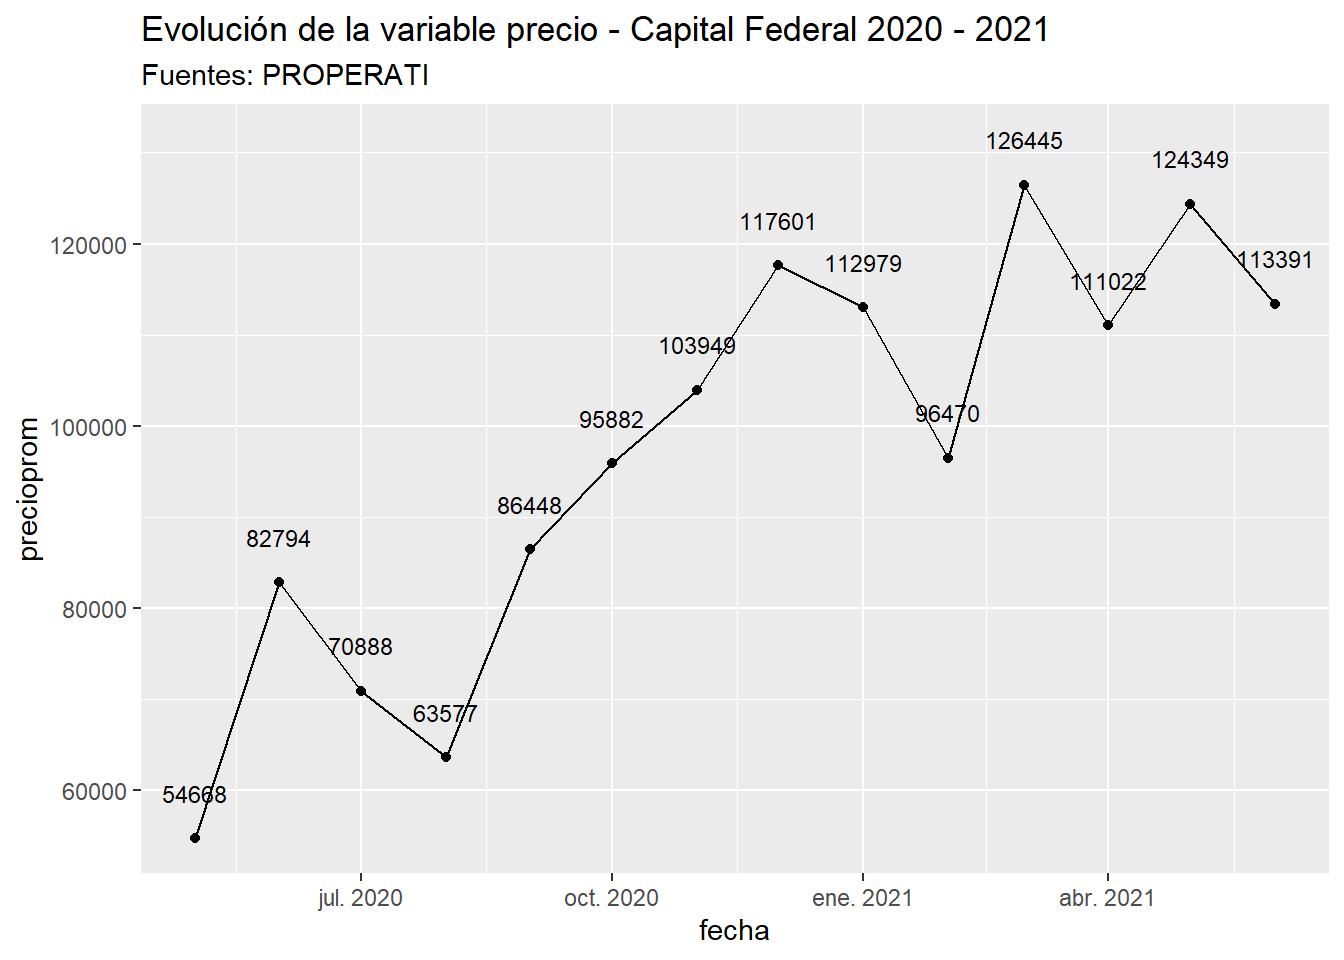 Evolución de la variable precio - Capital Federal 2020 - 2021
Fuentes: PROPERATI
126445
124349
117601
113391
112979
111022
103949
96470
95882
86448
82794
70888
63577
54668
120000
100000
80000
60000
precioprom
jul. 2020
oct. 2020
ene. 2021
abr. 2021
fecha